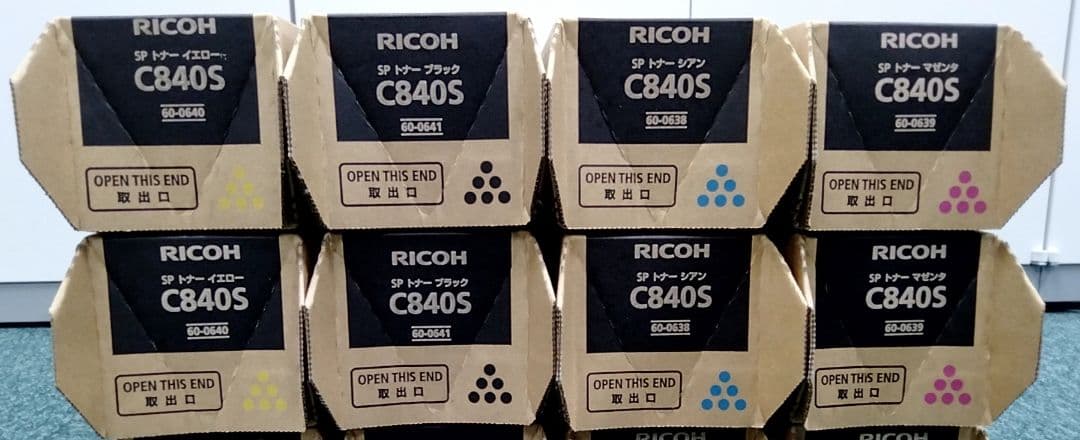 RICOH
SP トナー イエロー
C840S
60-0640
OPEN THIS END
取出口
RICOH
SP トナー ブラック
C840S
60-0641
OPEN THIS END
取出口
RICOH
SP トナー シアン
C840S
60-0638
OPEN THIS END
取出口
RICOH
SP トナー マゼンタ
C840S
60-0639
OPEN THIS END
取出口
RICOH
SP トナー イエロー
C840S
60-0640
OPEN THIS END
取出口
RICOH
SP トナー ブラック
C840S
60-0641
OPEN THIS END
取出口
RICOH
SP トナー シアン
C840S
60-0638
OPEN THIS END
取出口
RICOH
SP トナー マゼンタ
C840S
60-0639
OPEN THIS END
取出口
RICOH
RICOH